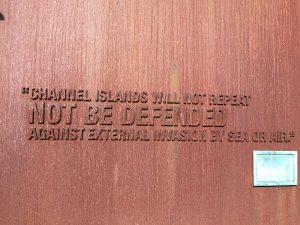 "CHANNEL ISLANDS WILL NOT REPEAT
NOT BE DEFENDED
AGAINST EXTERNAL INVASION BY SEA OR AIR."